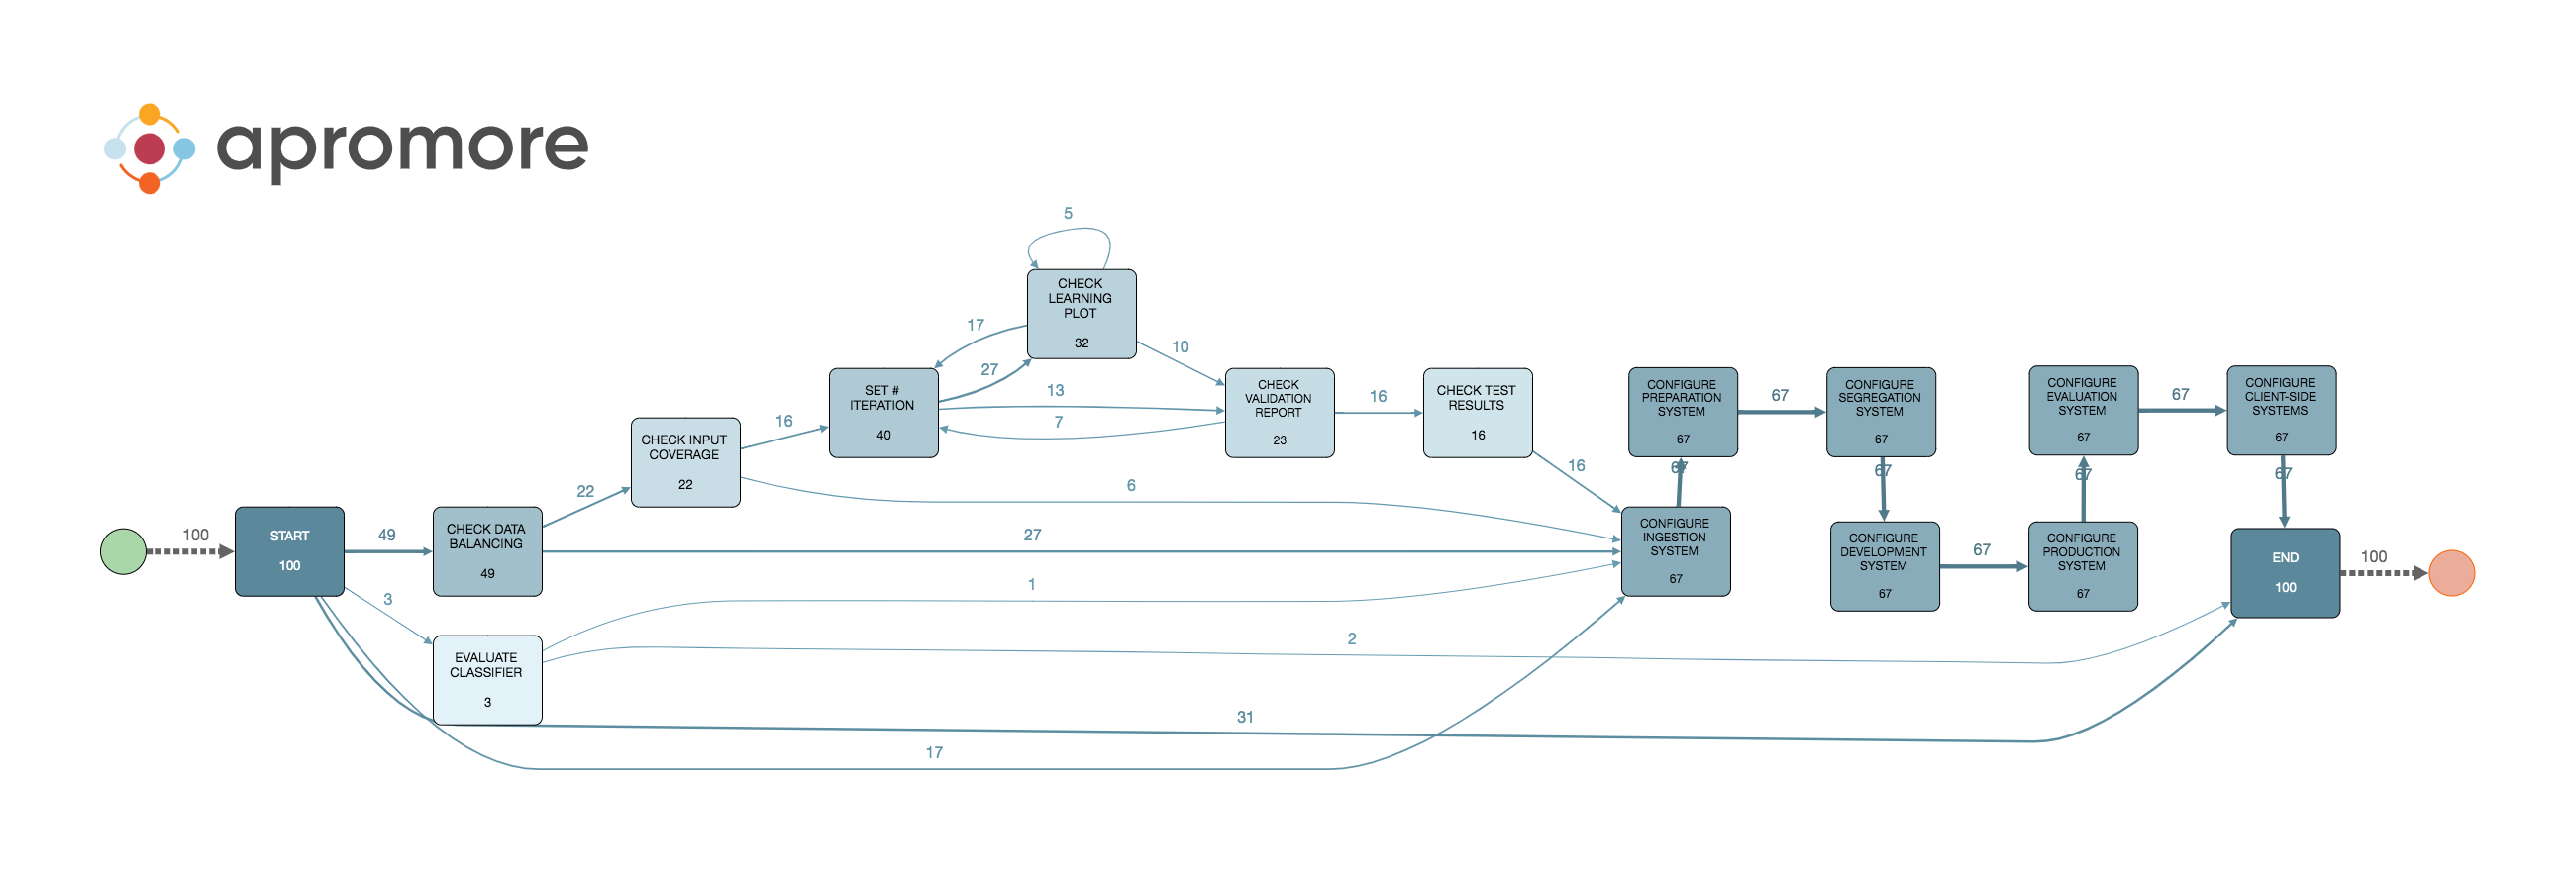 apromore
5
CHECK
LEARNING
PLOT
32
17
27
10
SET #
ITERATION
40
13
7
CHECK
VALIDATION
REPORT
23
16
CHECK TEST
RESULTS
16
16
CHECK INPUT
COVERAGE
22
16
6
22
100
START
100
49
CHECK DATA
BALANCING
49
27
3
EVALUATE
CLASSIFIER
3
1
2
31
17
CONFIGURE
INGESTION
SYSTEM
67
67
CONFIGURE
PREPARATION
SYSTEM
67
67
CONFIGURE
SEGREGATION
SYSTEM
67
67
CONFIGURE
DEVELOPMENT
SYSTEM
67
67
CONFIGURE
PRODUCTION
SYSTEM
67
67
CONFIGURE
EVALUATION
SYSTEM
67
67
CONFIGURE
CLIENT-SIDE
SYSTEMS
67
67
END
100
100